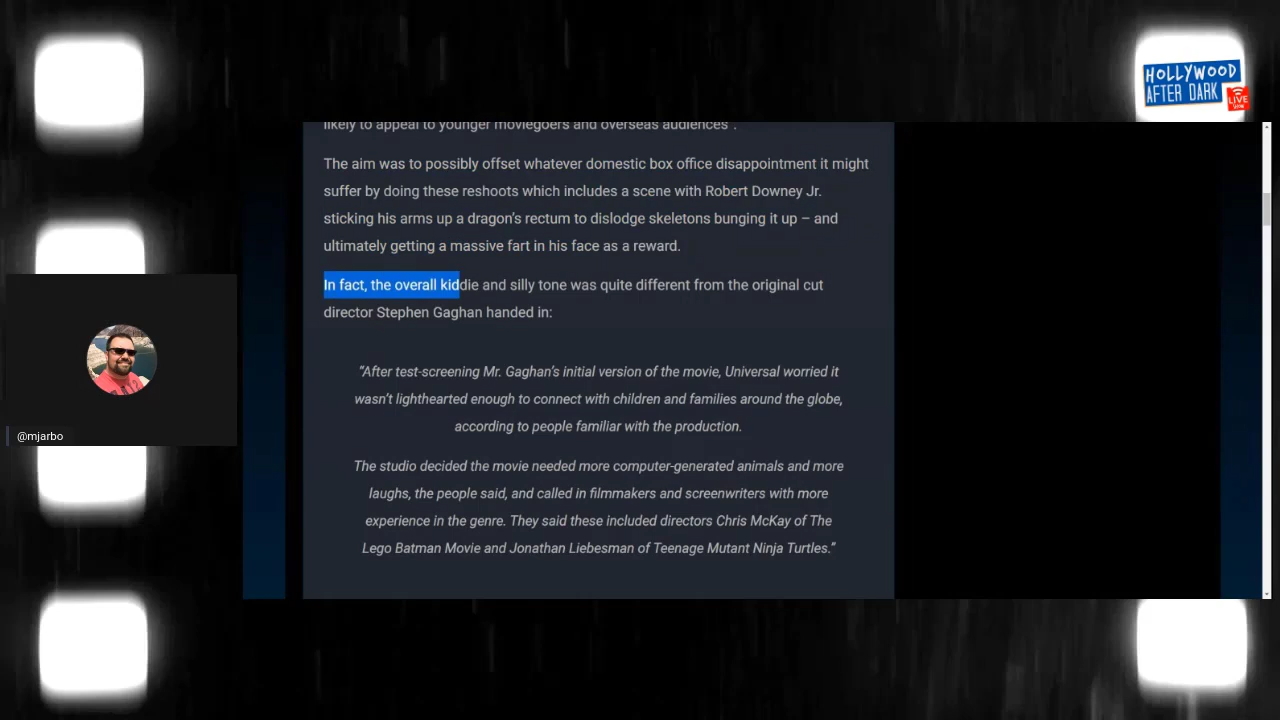 HOLLYWOOD
AFTER DARK
LIVE
SHOW
likely to appeal to younger moviegoers and overseas audiences".
The aim was to possibly offset whatever domestic box office disappointment it might
suffer by doing these reshoots which includes a scene with Robert Downey Jr.
sticking his arms up a dragon's rectum to dislodge skeletons bunging it up – and
ultimately getting a massive fart in his face as a reward.
In fact, the overall kiddie and silly tone was quite different from the original cut
director Stephen Gaghan handed in:
“After test-screening Mr. Gaghan's initial version of the movie, Universal worried it
wasn't lighthearted enough to connect with children and families around the globe,
according to people familiar with the production.
The studio decided the movie needed more computer-generated animals and more
laughs, the people said, and called in filmmakers and screenwriters with more
experience in the genre. They said these included directors Chris McKay of The
Lego Batman Movie and Jonathan Liebesman of Teenage Mutant Ninja Turtles.”
@mjarbo